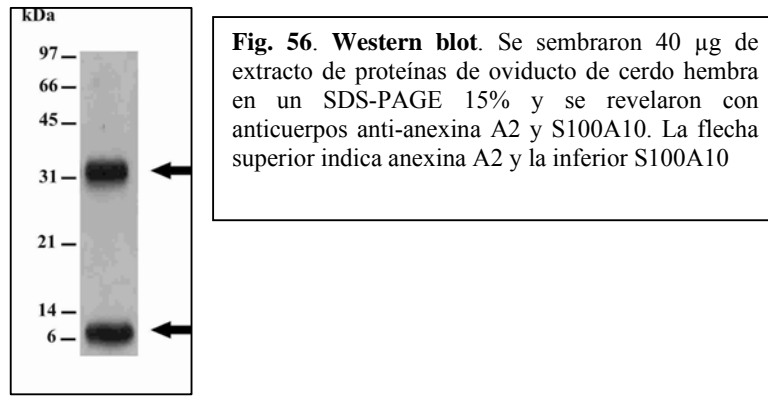 kDa
97
66
45
31
21
14
6
Fig. 56. Western blot. Se sembraron 40 µg de
extracto de proteínas de oviducto de cerdo hembra
en un SDS-PAGE 15% y se revelaron con
anticuerpos anti-anexina A2 y S100A10. La flecha
superior indica anexina A2 y la inferior S100A10